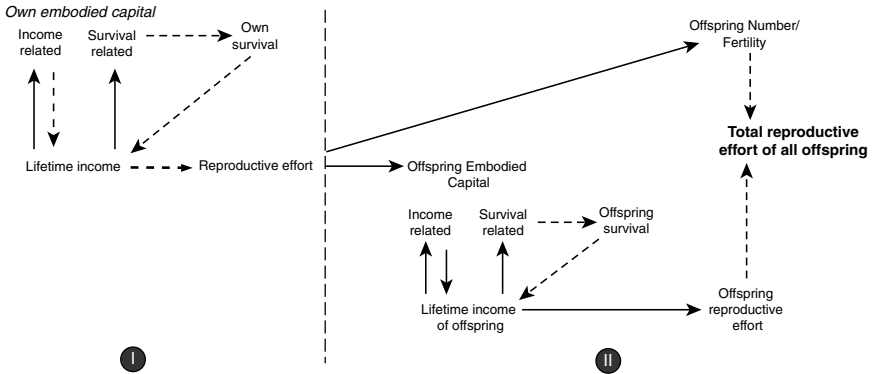 Own embodied capital
Income
related
Survival
related
Own
survival
Lifetime income
Reproductive effort
I
Offspring Number/
Fertility
Total reproductive
effort of all offspring
Offspring Embodied
Capital
Income
related
Survival
related
Offspring
survival
Lifetime income
of offspring
Offspring
reproductive
effort
II